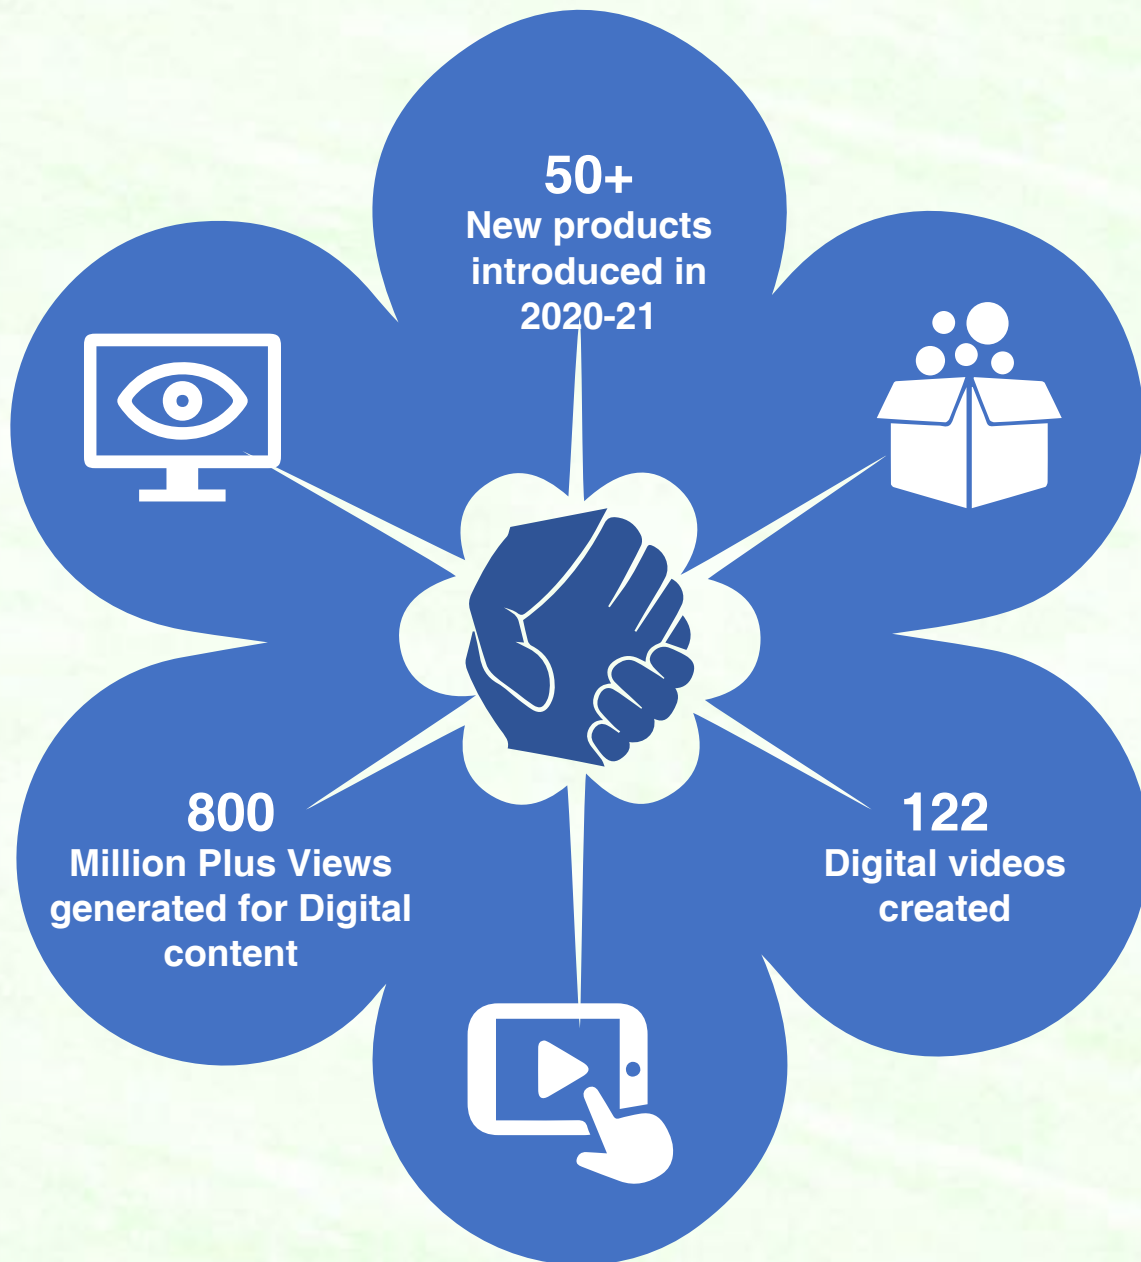 50+
New products
introduced in
2020-21
800
Million Plus Views
generated for Digital
content
122
Digital videos
created